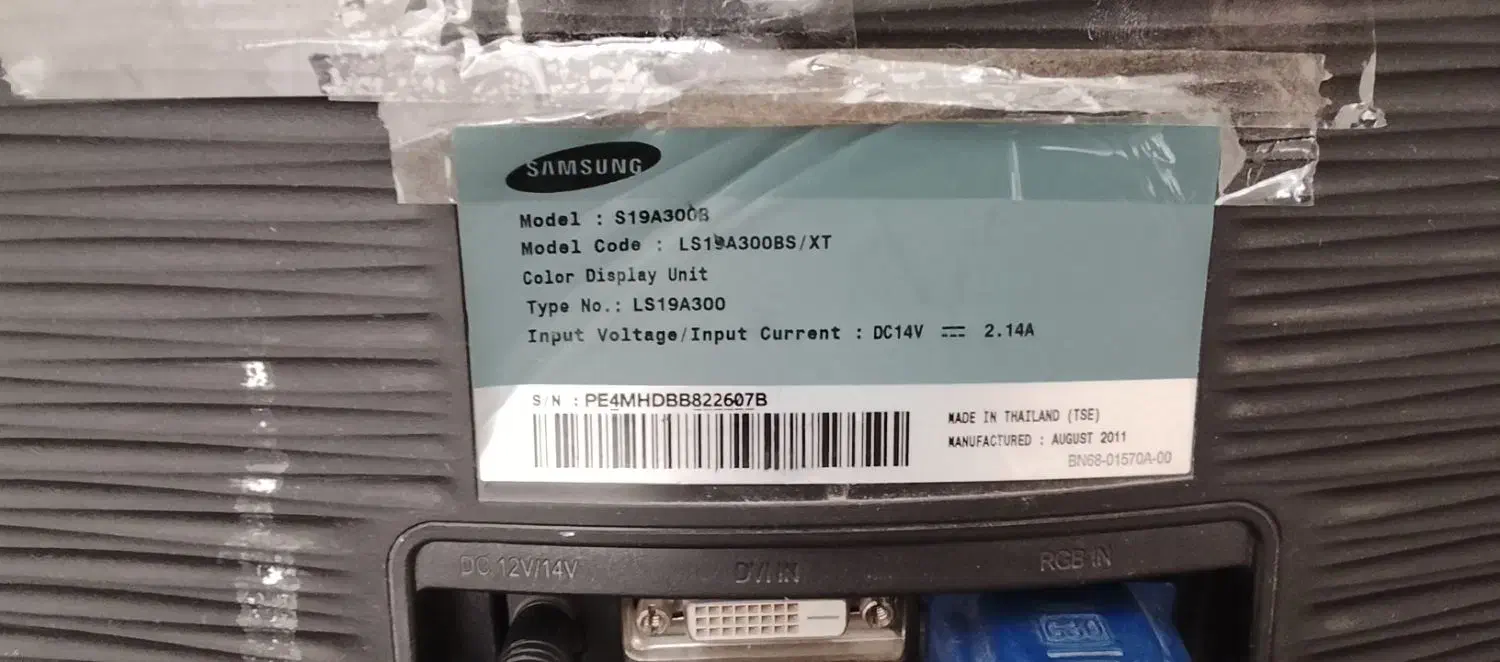 SAMSUNG
Model : S19A300B
Model Code : LS19A300BS/XT
Color Display Unit
Type No.: LS19A300
Input Voltage/Input Current : DC14V ⎓ 2.14A
S/N : PE4MHDBB822607B
MADE IN THAILAND (TSE)
MANUFACTURED : AUGUST 2011
BN68-01570A-00
DC 12V/14V
DVI IN
RGB IN